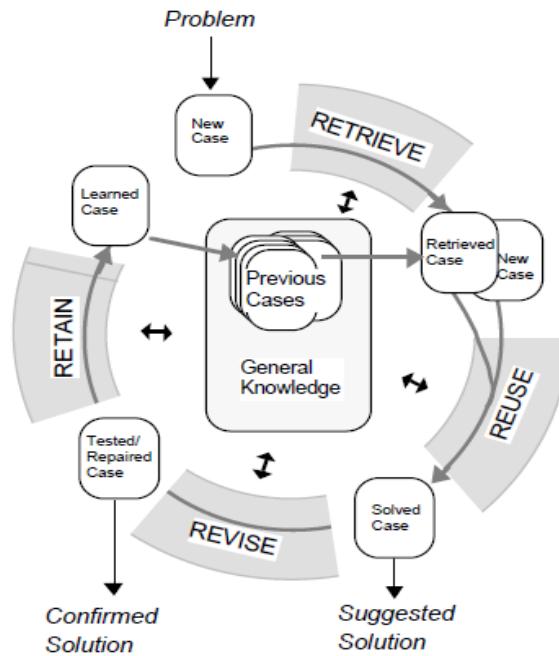 Problem
New
Case
RETRIEVE
Learned
Case
Retrieved
Case
New
Case
Previous
Cases
General
Knowledge
RETAIN
REUSE
Tested/
Repaired
Case
REVISE
Solved
Case
Confirmed
Solution
Suggested
Solution